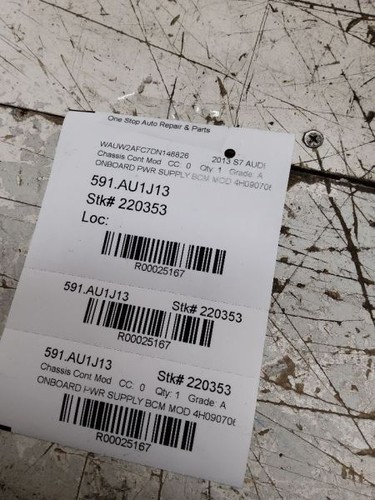 One Stop Auto Repair & Parts
WAUW2AFC7DN148826 2013 S7 AUDI
Chassis Cont Mod CC: 0 Qty: 1 Grade: A
ONBOARD PWR SUPPLY BCM MOD 4H090706
591.AU1J13
Stk# 220353
Loc:
R00025167
591.AU1J13 Stk# 220353
R00025167
591.AU1J13 Stk# 220353
Chassis Cont Mod CC: 0 Qty: 1 Grade: A
ONBOARD PWR SUPPLY BCM MOD 4H090706
R00025167